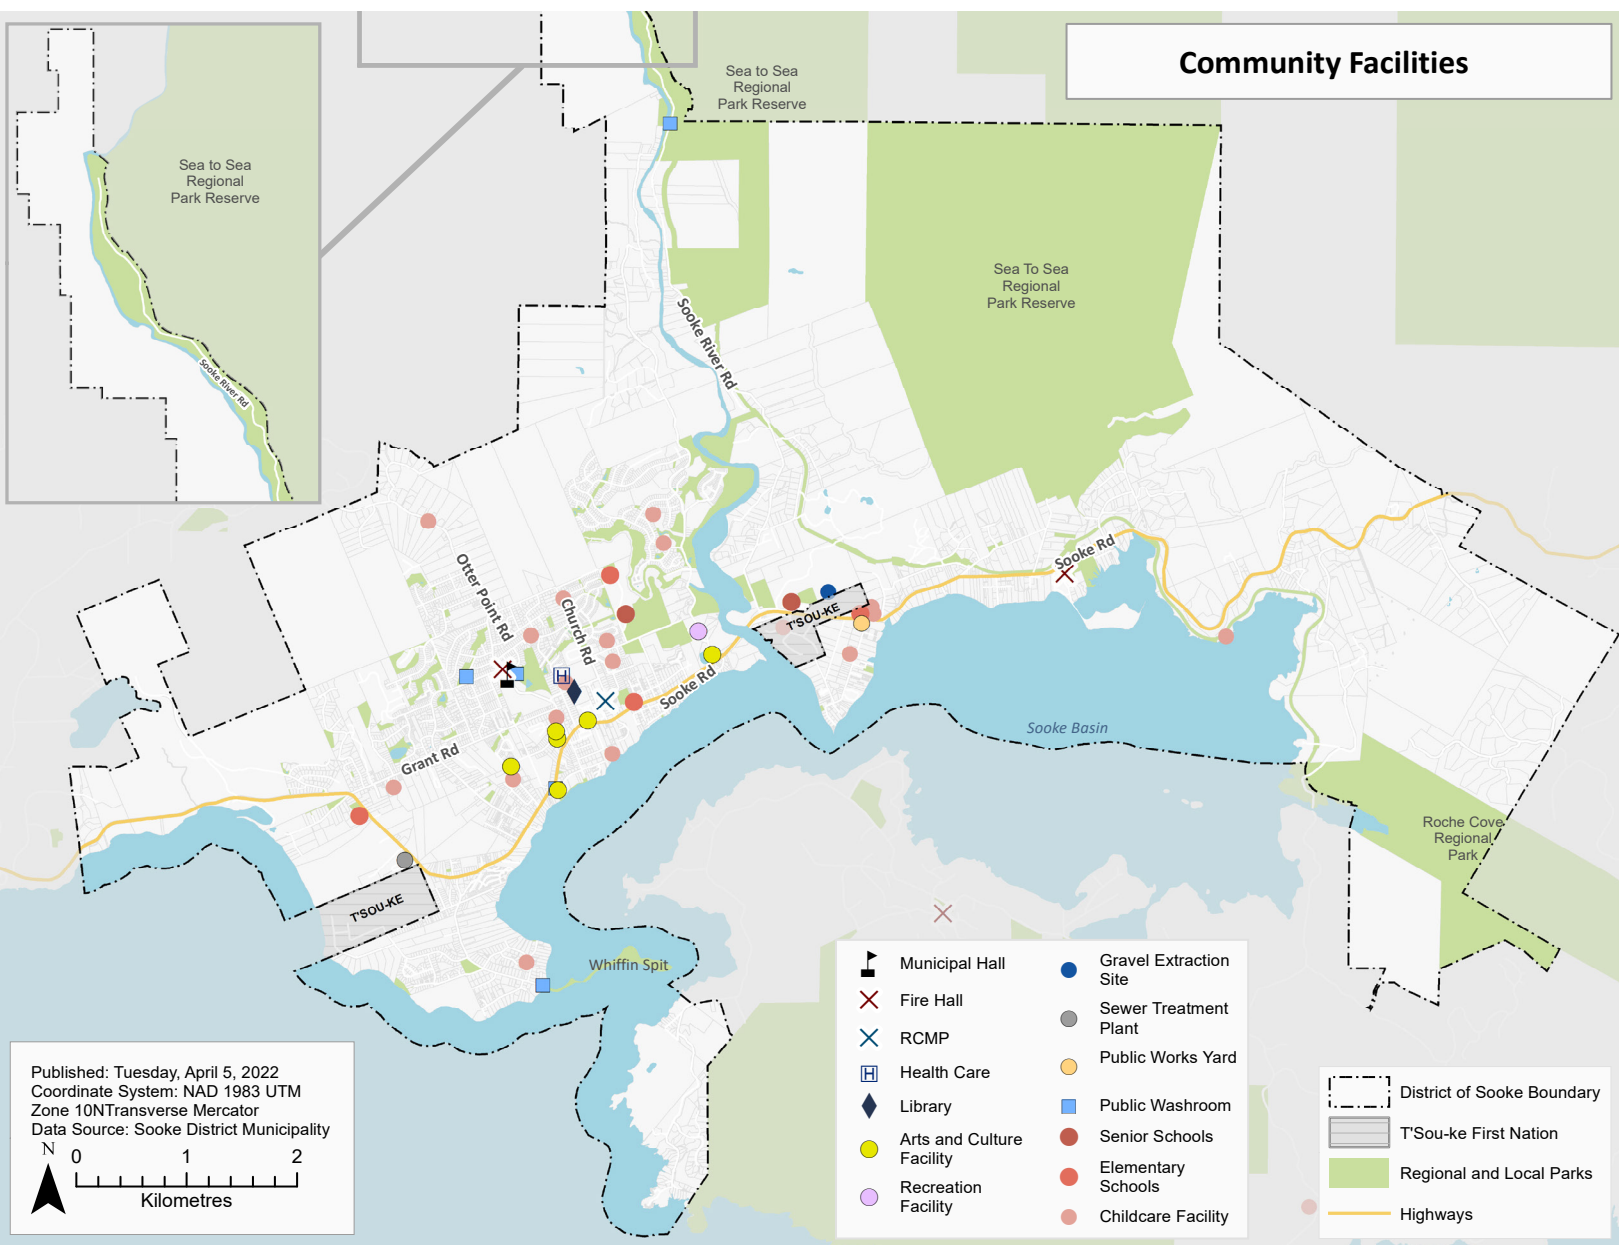 Community Facilities
Sea to Sea
Regional
Park Reserve
Sea to Sea
Regional
Park Reserve
Sooke River Rd
Sea To Sea
Regional
Park Reserve
Sooke River Rd
Otter Point Rd
Church Rd
Sooke Rd
T'SOU-KE
Sooke Rd
Grant Rd
Sooke Basin
Roche Cove
Regional
Park
T'SOU-KE
Whiffin Spit
H
Municipal Hall
Fire Hall
RCMP
H
Health Care
Library
Arts and Culture
Facility
Recreation
Facility
Gravel Extraction
Site
Sewer Treatment
Plant
Public Works Yard
Public Washroom
Senior Schools
Elementary
Schools
Childcare Facility
District of Sooke Boundary
T'Sou-ke First Nation
Regional and Local Parks
Highways
Published: Tuesday, April 5, 2022
Coordinate System: NAD 1983 UTM
Zone 10NTransverse Mercator
Data Source: Sooke District Municipality
N
0 1 2
Kilometres